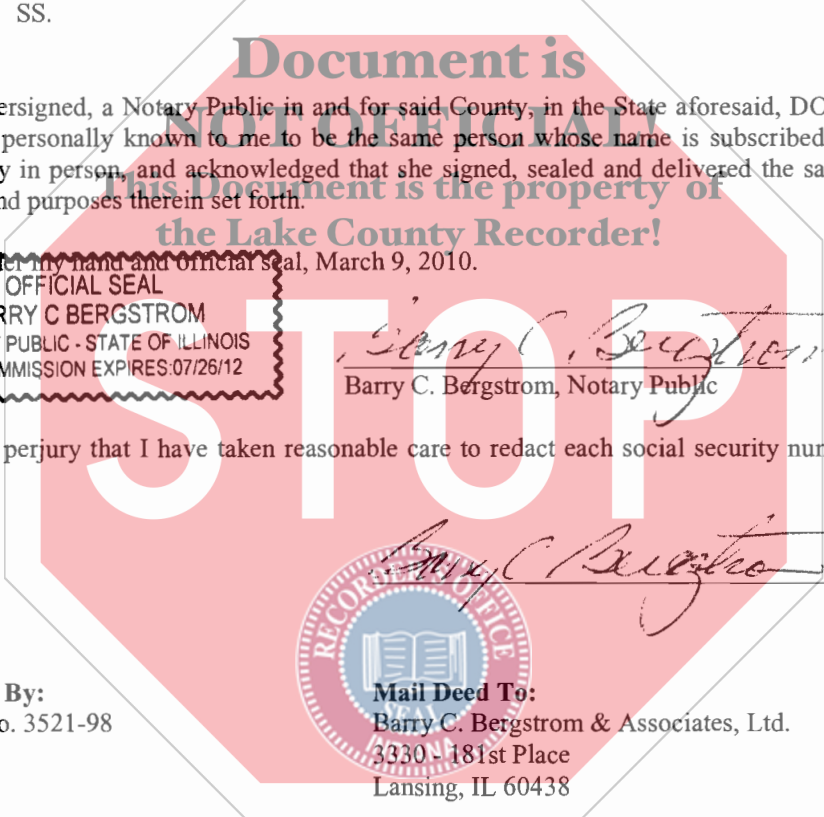 SS.
Document is
ersigned, a Notary Public in and for said County, in the State aforesaid, DO
NOT OFFICIAL!
personally known to me to be the same person whose name is subscribed
y in person, and acknowledged that she signed, sealed and delivered the sa
This Document is the property of
nd purposes therein set forth.
the Lake County Recorder!
er my hand and official seal, March 9, 2010.
OFFICIAL SEAL
RRY C BERGSTROM
PUBLIC - STATE OF ILLINOIS
MMISSION EXPIRES:07/26/12
STOP
Barry C. Bergstrom
Barry C. Bergstrom, Notary Public
perjury that I have taken reasonable care to redact each social security nur
Barry C Bergstrom
RECORDER'S OFFICE
SEAL
INDIANA
By:
o. 3521-98
Mail Deed To:
Barry C. Bergstrom & Associates, Ltd.
3330 - 181st Place
Lansing, IL 60438